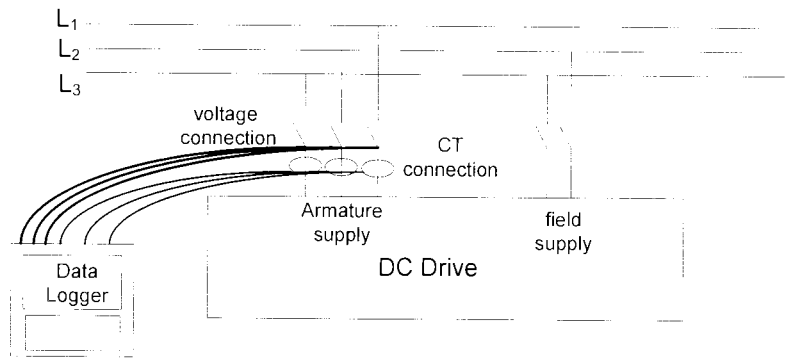 L1
L2
L3
voltage
connection
CT
connection
Armature
supply
field
supply
DC Drive
Data
Logger